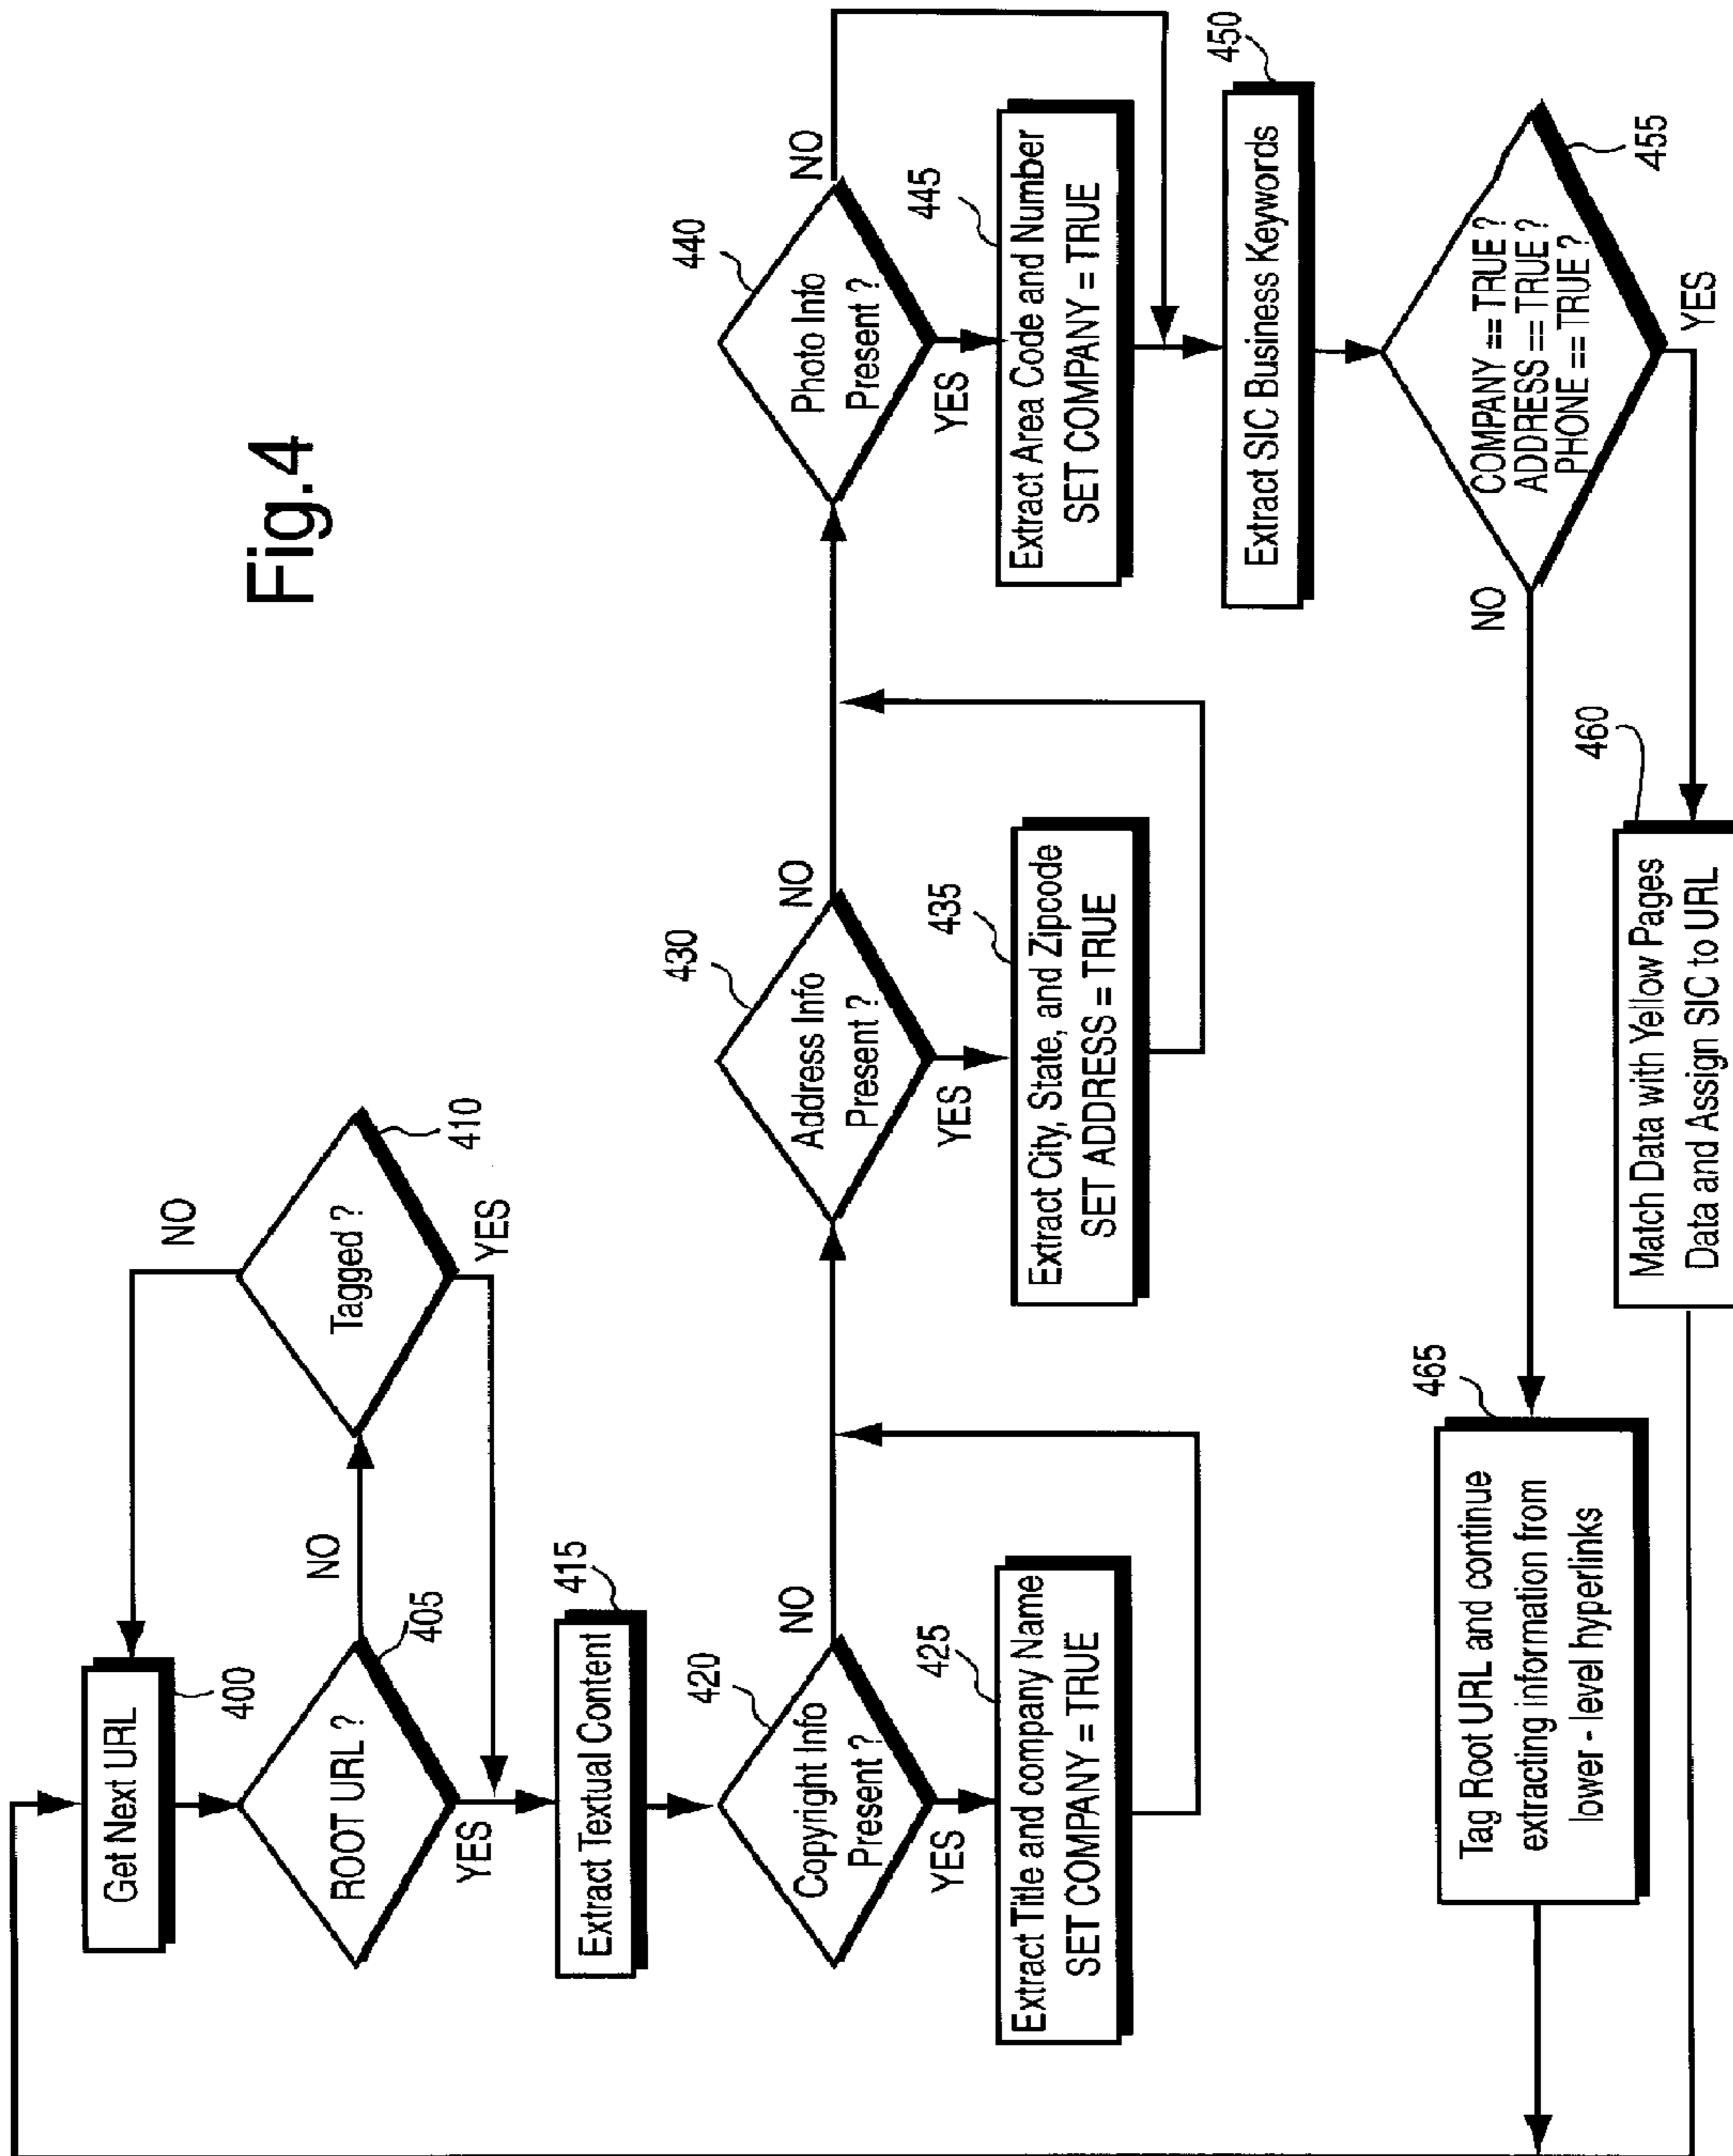 Fig.4
Get Next URL
400
ROOT URL ?
405
NO
YES
Tagged ?
410
NO
YES
Extract Textual Content
415
Copyright Info
Present ?
420
NO
YES
Extract Title and company Name
SET COMPANY = TRUE
425
Address Info
Present ?
430
NO
YES
Extract City, State, and Zipcode
SET ADDRESS = TRUE
435
Photo Info
Present ?
440
NO
YES
Extract Area Code and Number
SET COMPANY = TRUE
445
Extract SIC Business Keywords
450
COMPANY == TRUE ?
ADDRESS == TRUE ?
PHONE == TRUE ?
455
NO
YES
Match Data with Yellow Pages
Data and Assign SIC to URL
460
Tag Root URL and continue
extracting information from
lower - level hyperlinks
465